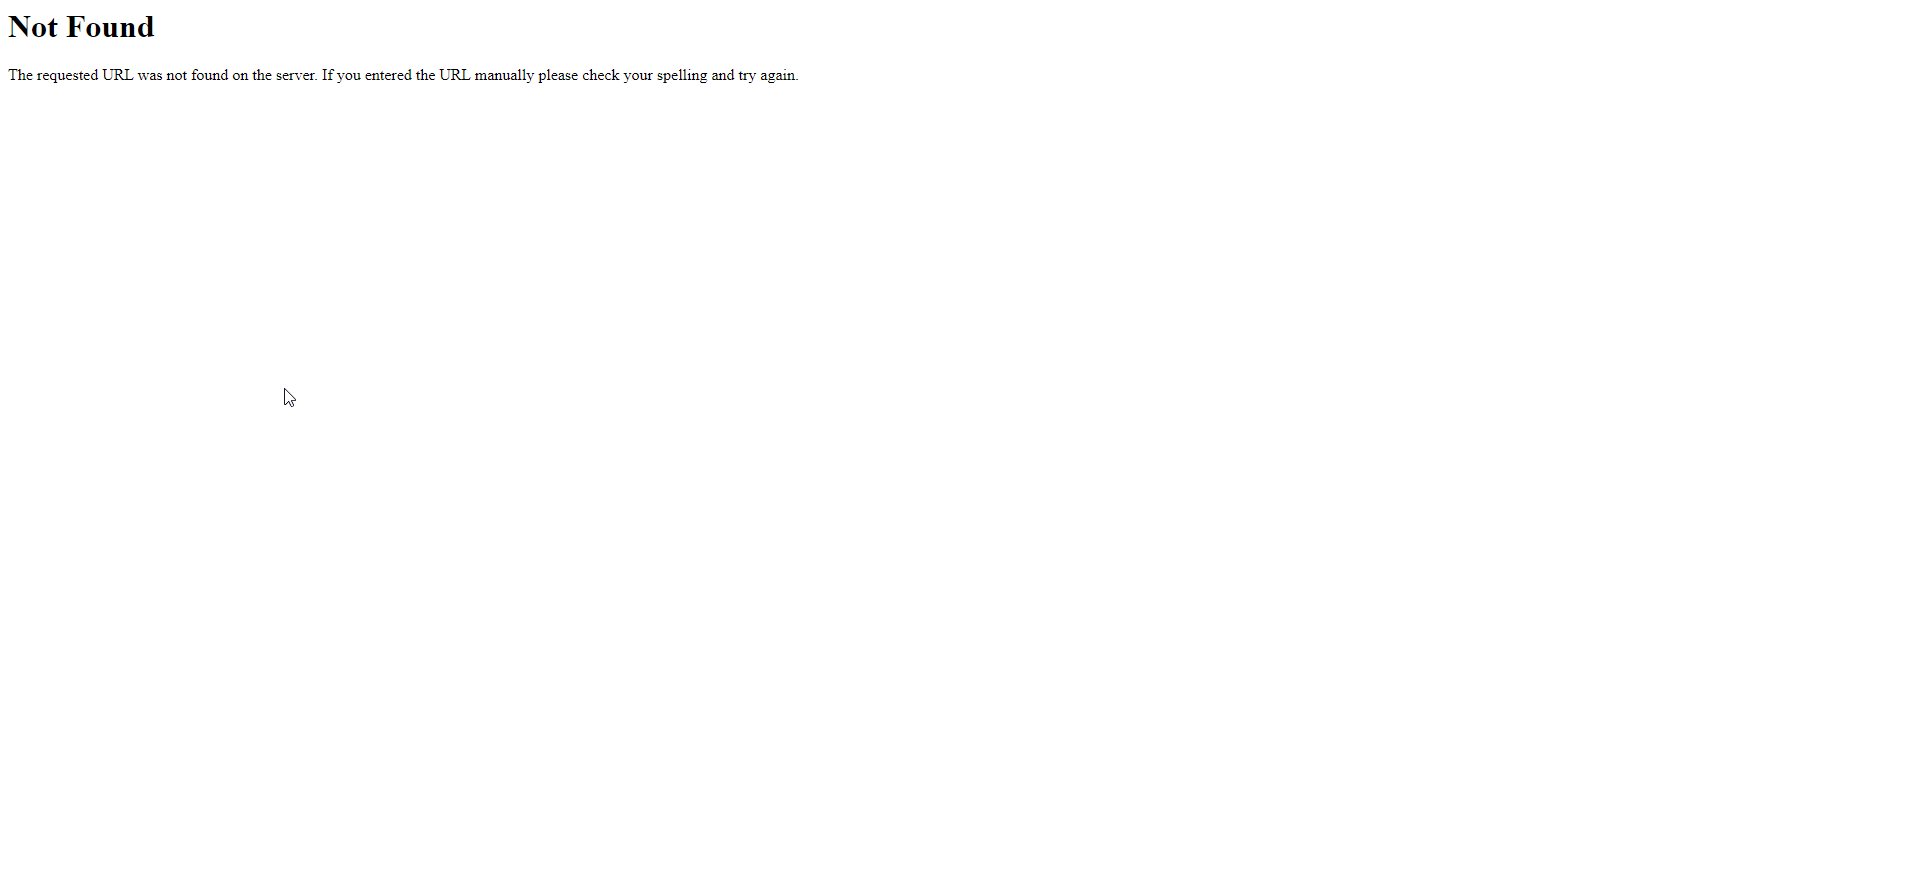 Not Found
The requested URL was not found on the server. If you entered the URL manually please check your spelling and try again.